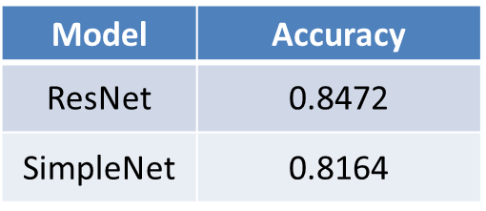 Model Accuracy
ResNet 0.8472
SimpleNet 0.8164